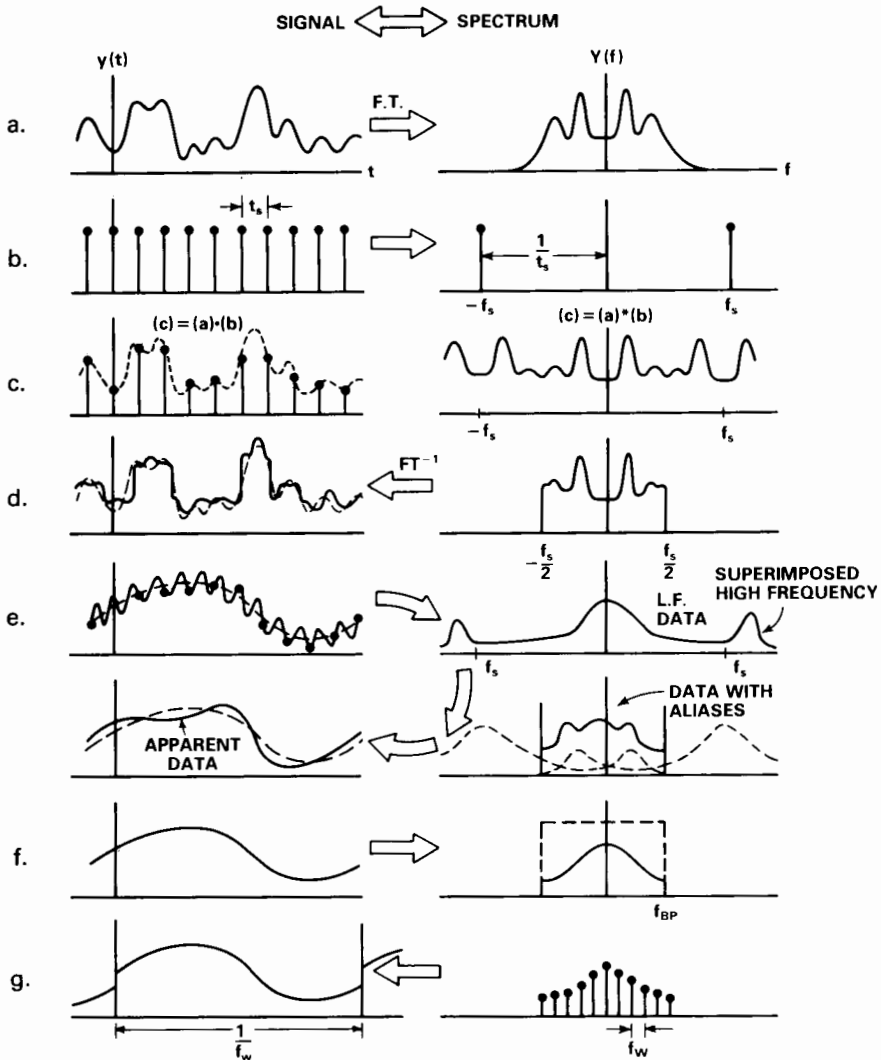 SIGNAL SPECTRUM
y(t) Y(f)
a. F.T. t f
b. t_s 1/t_s −f_s f_s
(c) = (a)•(b) (c) = (a)*(b)
c. −f_s f_s
d. FT⁻¹ −f_s/2 f_s/2
e. L.F. DATA SUPERIMPOSED HIGH FREQUENCY
f_s f_s
APPARENT DATA DATA WITH ALIASES
f. f_BP
g. 1/f_w f_W